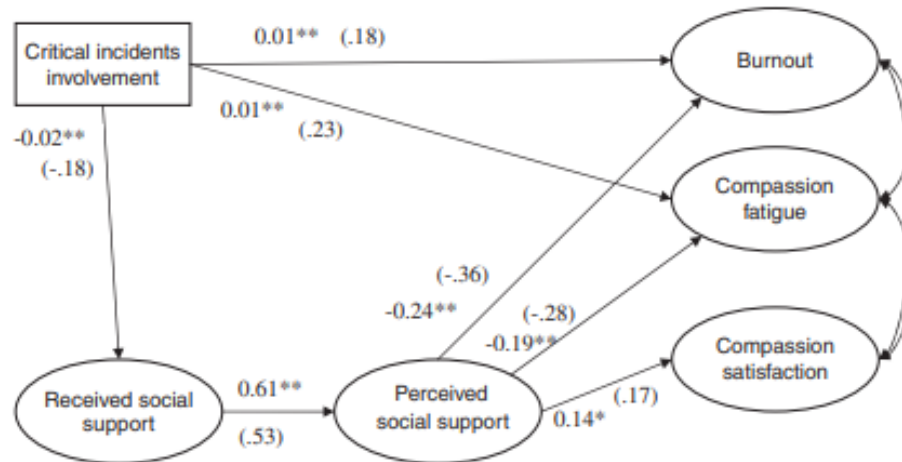 Critical incidents
involvement
0.01** (.18)
Burnout
0.01**
(.23)
-0.02**
(-.18)
Compassion
fatigue
(-.36)
-0.24**
(-.28)
-0.19**
Compassion
satisfaction
Received social
support
0.61**
(.53)
Perceived
social support
(.17)
0.14*